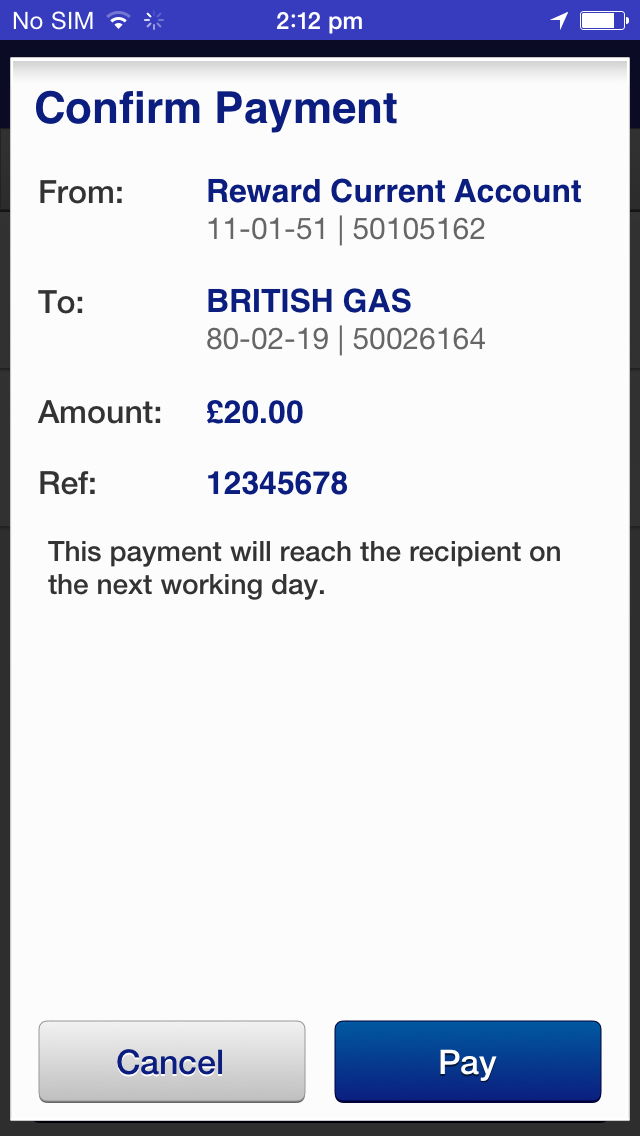 No SIM 2:12 pm
Confirm Payment
From: Reward Current Account
11-01-51 | 50105162
To: BRITISH GAS
80-02-19 | 50026164
Amount: £20.00
Ref: 12345678
This payment will reach the recipient on
the next working day.
Cancel Pay